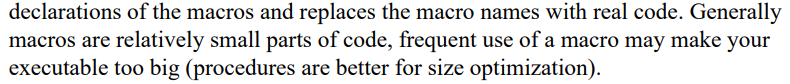 declarations of the macros and replaces the macro names with real code. Generally
macros are relatively small parts of code, frequent use of a macro may make your
executable too big (procedures are better for size optimization).